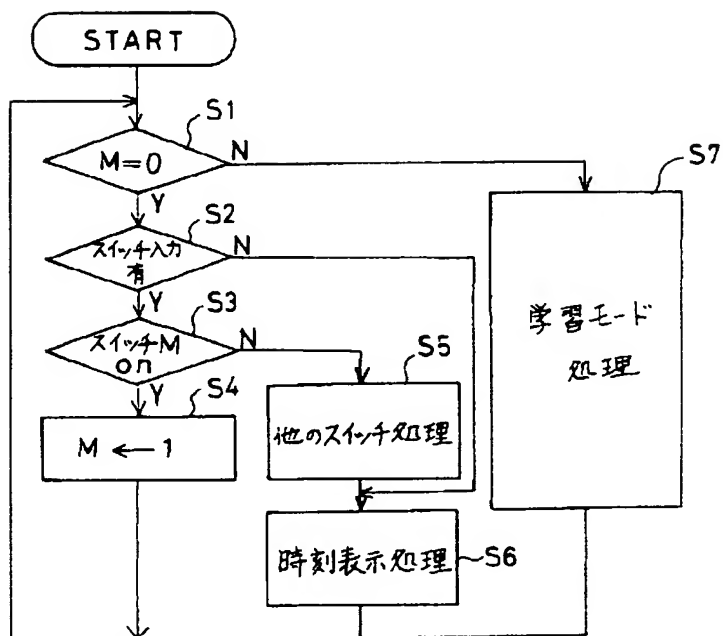 START
S1
M=0
N
Y
S2
スイッチ入力
有
N
Y
S3
スイッチM
on
N
Y
S4
M ← 1
S5
他のスイッチ処理
時刻表示処理
S6
S7
学習モード
処理